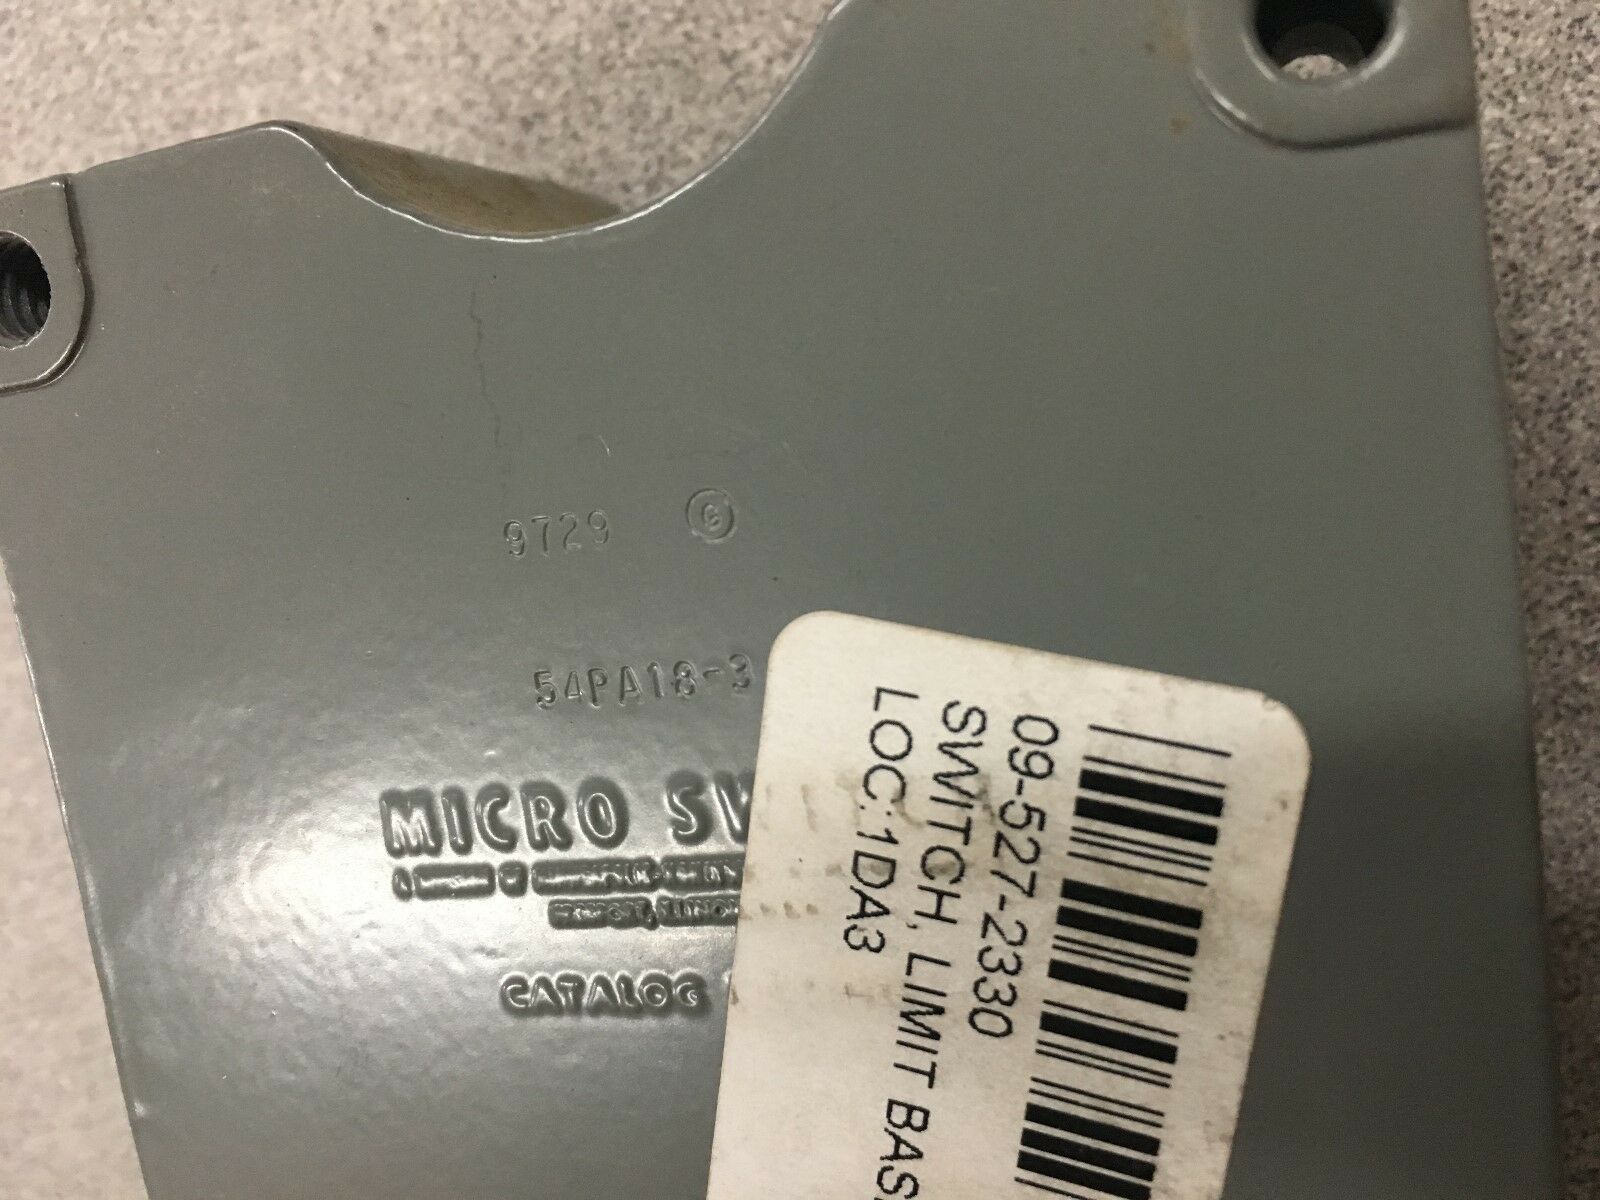 9729 G
54PA18-3
MICRO SW
CATALOG
09-527-2330
SWITCH, LIMIT BAS
LOC:1DA3